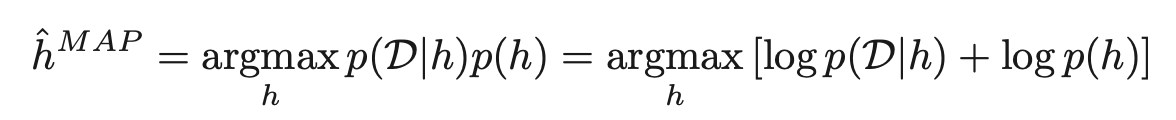 ĥ^{MAP} = argmax_h p(𝒟|h)p(h) = argmax_h [log p(𝒟|h) + log p(h)]